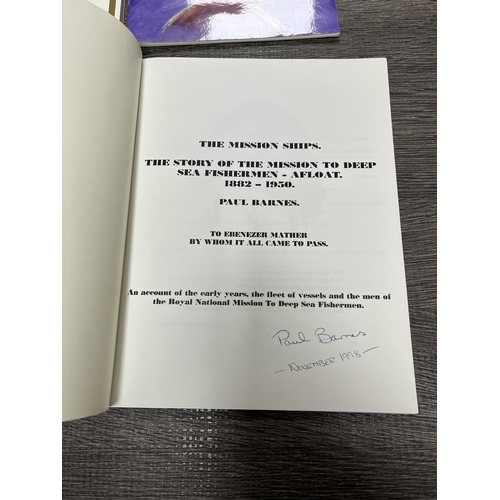 THE MISSION SHIPS.
THE STORY OF THE MISSION TO DEEP
SEA FISHERMEN - AFLOAT.
1882 - 1950.
PAUL BARNES.
TO EBENEZER MATHER
BY WHOM IT ALL CAME TO PASS.
An account of the early years, the fleet of vessels and the men of
the Royal National Mission To Deep Sea Fishermen.
Paul Barnes
- NOVEMBER 1998 -